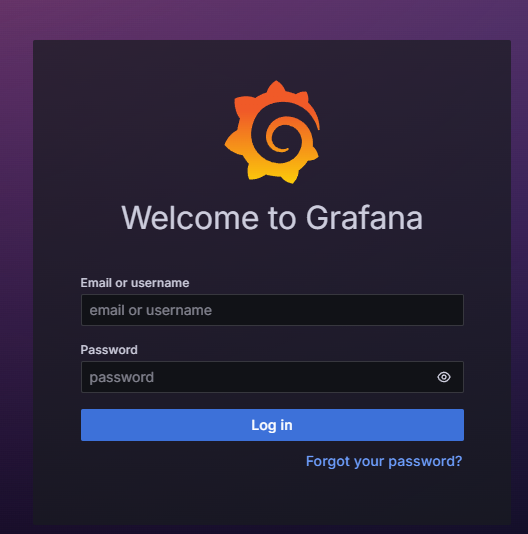 Welcome to Grafana
Email or username
email or username
Password
password
Log in
Forgot your password?